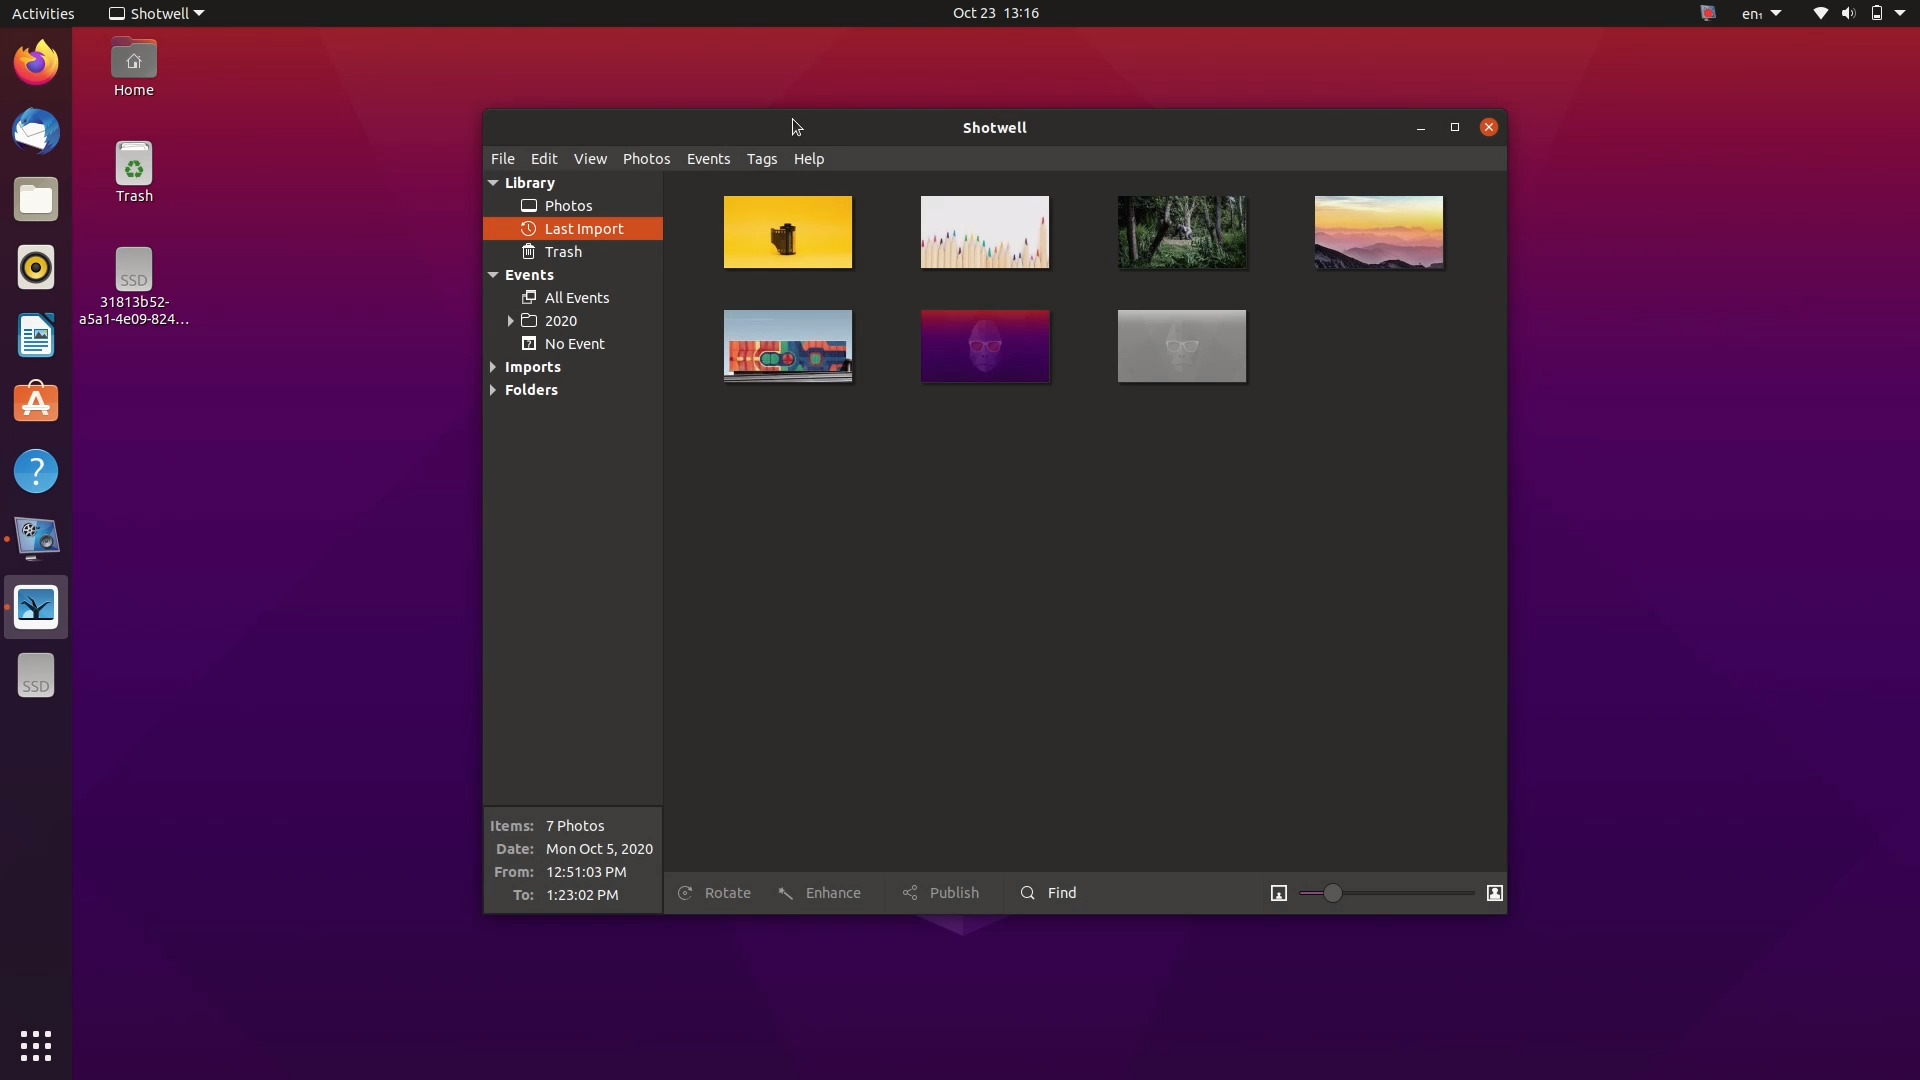 Activities
Shotwell
Oct 23 13:16
en₁
Home
Trash
SSD
31813b52-
a5a1-4e09-824...
SSD
Shotwell
File Edit View Photos Events Tags Help
Library
Photos
Last Import
Trash
Events
All Events
2020
No Event
Imports
Folders
Items: 7 Photos
Date: Mon Oct 5, 2020
From: 12:51:03 PM
To: 1:23:02 PM
Rotate Enhance Publish Find